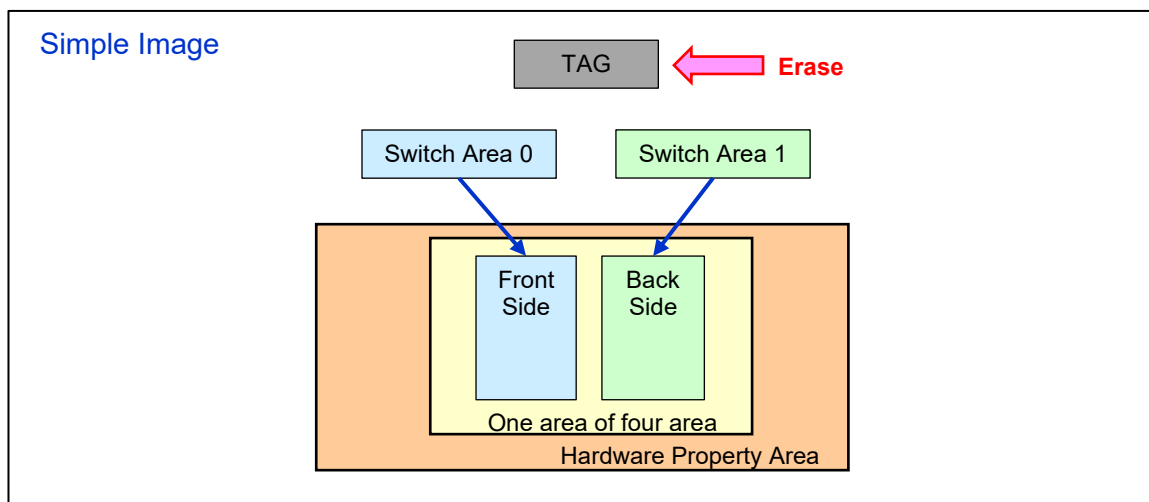 Simple Image
TAG
Erase
Switch Area 0
Switch Area 1
Front
Side
Back
Side
One area of four area
Hardware Property Area